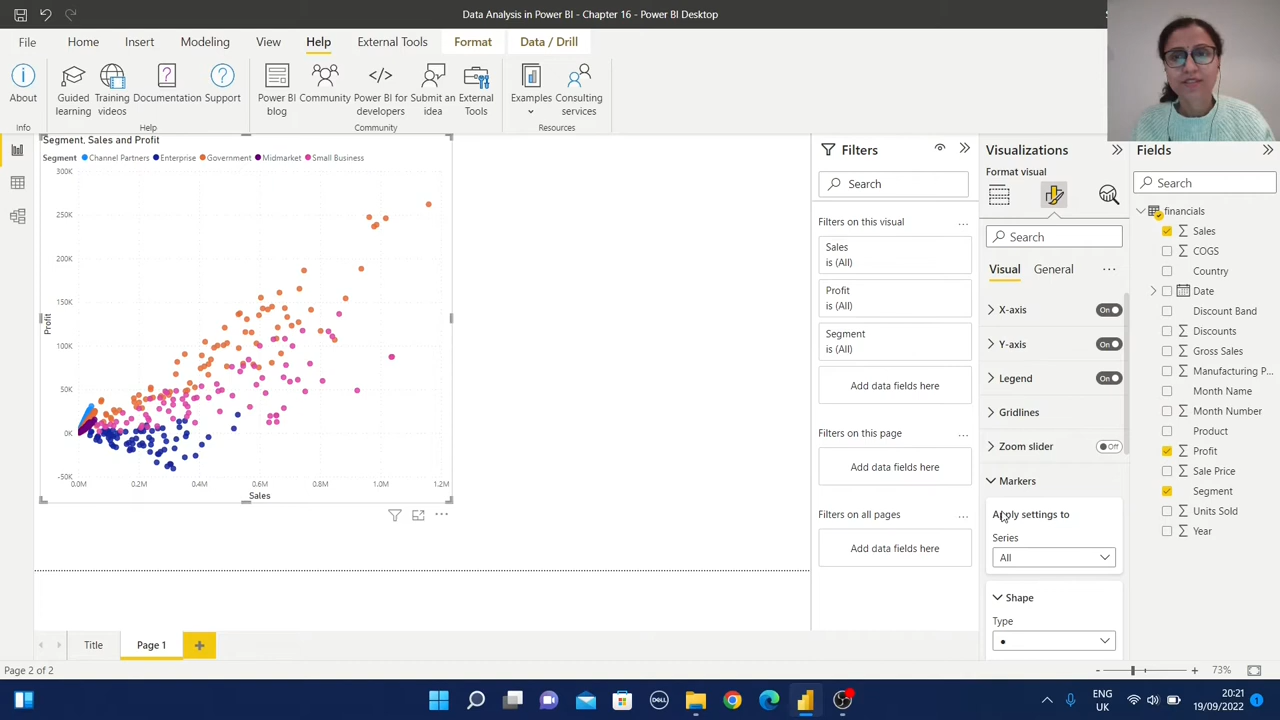 Data Analysis in Power BI - Chapter 16 - Power BI Desktop
File Home Insert Modeling View Help External Tools Format Data / Drill
About
Guided learning
Training videos
Documentation
Support
Power BI blog
Community
Power BI for developers
Submit an idea
External Tools
Examples
Consulting services
Info Help Community Resources
Segment, Sales and Profit
Segment Channel Partners Enterprise Government Midmarket Small Business
300K
250K
200K
150K
100K
50K
0K
-50K
Profit
0.0M 0.2M 0.4M 0.6M 0.8M 1.0M 1.2M
Sales
Filters
Search
Filters on this visual
Sales
is (All)
Profit
is (All)
Segment
is (All)
Add data fields here
Filters on this page
Add data fields here
Filters on all pages
Add data fields here
Visualizations
Format visual
Search
Visual General
X-axis On
Y-axis On
Legend On
Gridlines
Zoom slider Off
Markers
Apply settings to
Series
All
Shape
Type
Fields
Search
financials
Sales
COGS
Country
Date
Discount Band
Discounts
Gross Sales
Manufacturing P...
Month Name
Month Number
Product
Profit
Sale Price
Segment
Units Sold
Year
Title Page 1
Page 2 of 2
73%
DELL
ENG
UK
20:21
19/09/2022